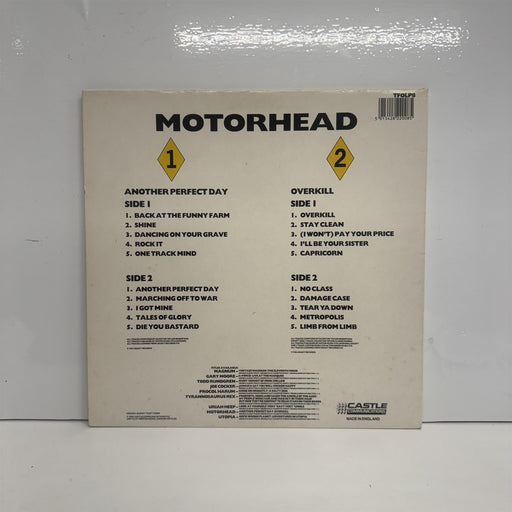 TFOLP8
5 013428 220085
MOTORHEAD
1
ANOTHER PERFECT DAY
SIDE 1
1. BACK AT THE FUNNY FARM
2. SHINE
3. DANCING ON YOUR GRAVE
4. ROCK IT
5. ONE TRACK MIND
SIDE 2
1. ANOTHER PERFECT DAY
2. MARCHING OFF TO WAR
3. I GOT MINE
4. TALES OF GLORY
5. DIE YOU BASTARD
2
OVERKILL
SIDE 1
1. OVERKILL
2. STAY CLEAN
3. (I WON'T) PAY YOUR PRICE
4. I'LL BE YOUR SISTER
5. CAPRICORN
SIDE 2
1. NO CLASS
2. DAMAGE CASE
3. TEAR YA DOWN
4. METROPOLIS
5. LIMB FROM LIMB
MAGNUM
GARY MOORE
TODD RUNDGREN
JOE COCKER
PROCOL HARUM
TYRANNOSAURUS REX
URIAH HEEP
MOTORHEAD
UTOPIA
CASTLE
MADE IN ENGLAND